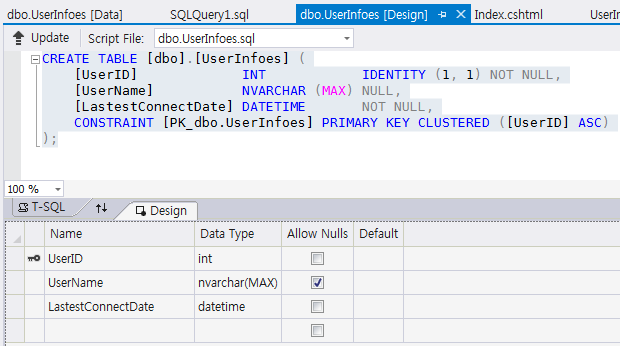 dbo.UserInfoes [Data] SQLQuery1.sql dbo.UserInfoes [Design] Index.cshtml UserIn
Update Script File: dbo.UserInfoes.sql
CREATE TABLE [dbo].[UserInfoes] (
[UserID] INT IDENTITY (1, 1) NOT NULL,
[UserName] NVARCHAR (MAX) NULL,
[LastestConnectDate] DATETIME NOT NULL,
CONSTRAINT [PK_dbo.UserInfoes] PRIMARY KEY CLUSTERED ([UserID] ASC)
);
100 %
T-SQL Design
Name Data Type Allow Nulls Default
UserID int
UserName nvarchar(MAX)
LastestConnectDate datetime